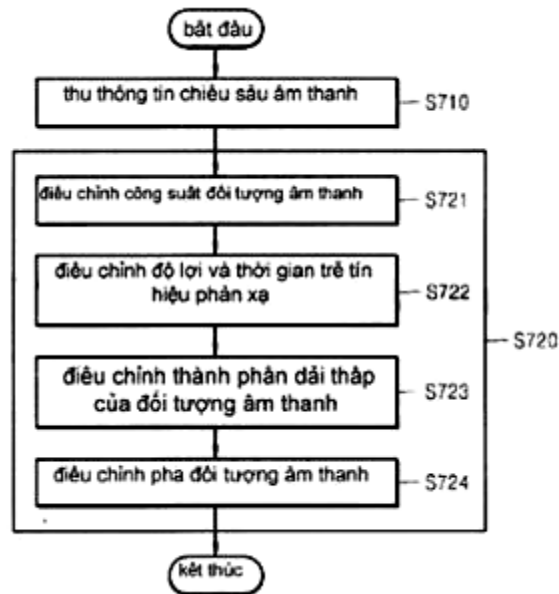 bắt đầu
thu thông tin chiều sâu âm thanh
S710
điều chỉnh công suất đối tượng âm thanh
S721
điều chỉnh độ lợi và thời gian trễ tín
hiệu phản xạ
S722
S720
điều chỉnh thành phần dải thấp
của đối tượng âm thanh
S723
điều chỉnh pha đối tượng âm thanh
S724
kết thúc